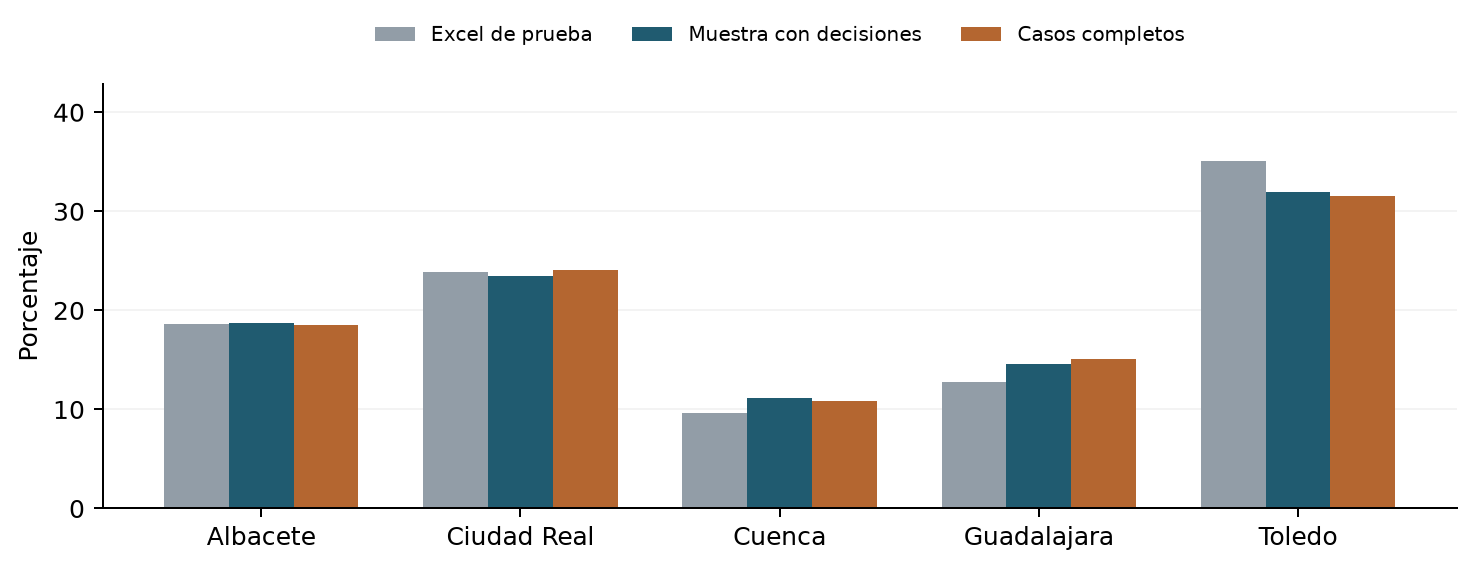 Excel de prueba Muestra con decisiones Casos completos
Porcentaje
40
30
20
10
0
Albacete Ciudad Real Cuenca Guadalajara Toledo